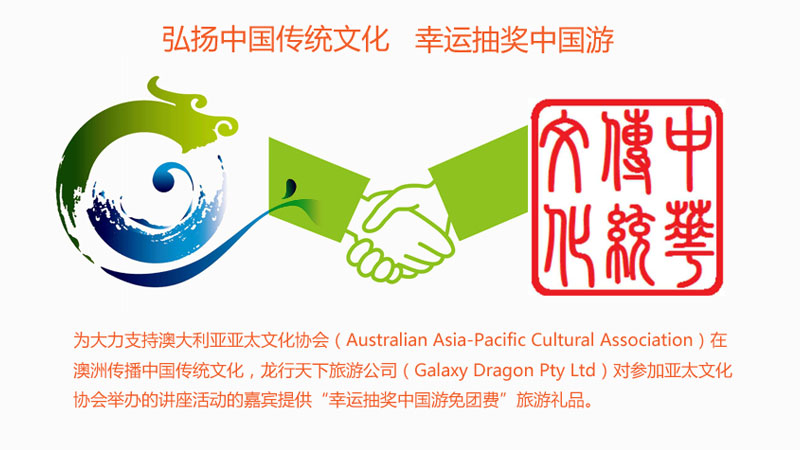 弘扬中国传统文化 幸运抽奖中国游
中華
傳統
文化
为大力支持澳大利亚亚太文化协会（Australian Asia-Pacific Cultural Association）在
澳洲传播中国传统文化，龙行天下旅游公司（Galaxy Dragon Pty Ltd）对参加亚太文化
协会举办的讲座活动的嘉宾提供“幸运抽奖中国游免团费”旅游礼品。